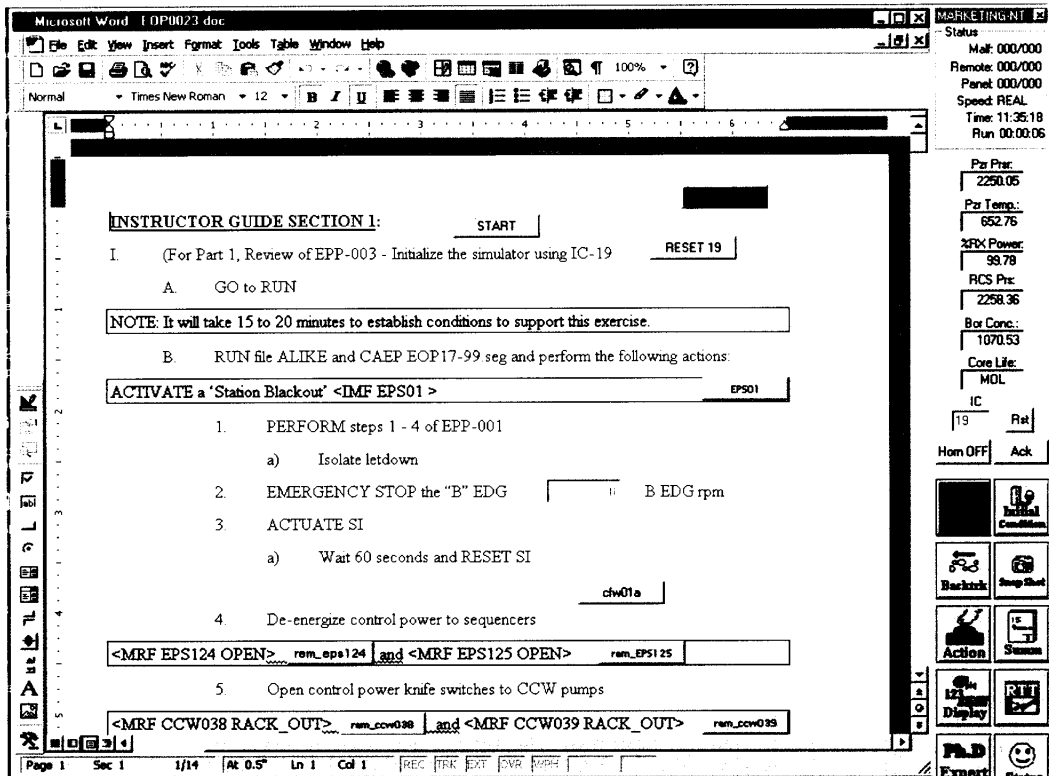 Microsoft Word EOP0023.doc
File Edit View Insert Format Tools Table Window Help
100%
Normal Times New Roman 12 B I U
1 2 3 4 5 6
INSTRUCTOR GUIDE SECTION 1:
START
I. (For Part 1, Review of EPP-003 - Initialize the simulator using IC-19
RESET 19
A. GO to RUN
NOTE: It will take 15 to 20 minutes to establish conditions to support this exercise.
B. RUN file ALIKE and CAEP EOP17-99.seg and perform the following actions:
ACTIVATE a 'Station Blackout' <IMF EPS01 >
EPS01
1. PERFORM steps 1 - 4 of EPP-001
a) Isolate letdown
2. EMERGENCY STOP the "B" EDG
B EDG rpm
3. ACTUATE SI
a) Wait 60 seconds and RESET SI
cfw01a
4. De-energize control power to sequencers
<MRF EPS124 OPEN> rem_eps124 and <MRF EPS125 OPEN> rem_EPS125
5. Open control power knife switches to CCW pumps
<MRF CCW038 RACK_OUT> rem_ccw038 and <MRF CCW039 RACK_OUT> rem_ccw039
Page 1 Sec 1 1/14 At 0.5" Ln 1 Col 1 REC TRK EXT OVR WPH
MARKETING-NT
Status
Malf: 000/000
Remote: 000/000
Panel: 000/000
Speed: REAL
Time: 11:35:18
Run 00:00:06
Pzr Prsr:
2250.05
Pzr Temp.:
652.76
%RX Power:
99.78
RCS Prs:
2258.36
Bor Conc.:
1070.53
Core Life:
MOL
IC
19 Rst
Horn OFF Ack
Initial Condition
Backtrk Snap Shot
Action Summ
123 Display RTT
Ph.D Expert Status